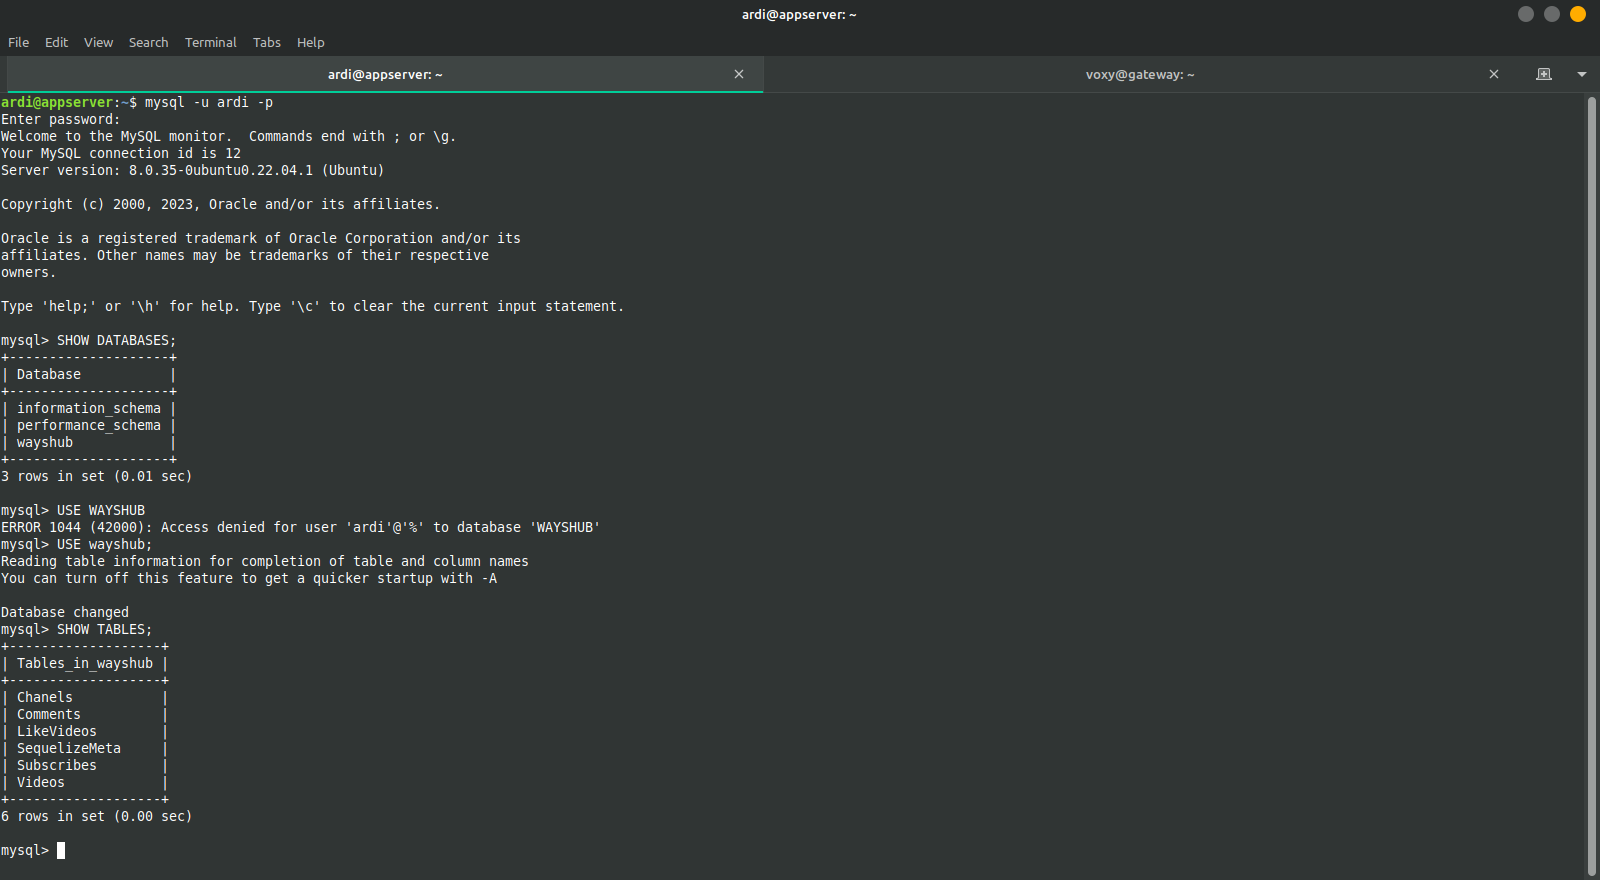 ardi@appserver: ~
File Edit View Search Terminal Tabs Help
ardi@appserver: ~ × voxy@gateway: ~ ×
ardi@appserver:~$ mysql -u ardi -p
Enter password:
Welcome to the MySQL monitor.  Commands end with ; or \g.
Your MySQL connection id is 12
Server version: 8.0.35-0ubuntu0.22.04.1 (Ubuntu)

Copyright (c) 2000, 2023, Oracle and/or its affiliates.

Oracle is a registered trademark of Oracle Corporation and/or its
affiliates. Other names may be trademarks of their respective
owners.

Type 'help;' or '\h' for help. Type '\c' to clear the current input statement.

mysql> SHOW DATABASES;
+--------------------+
| Database           |
+--------------------+
| information_schema |
| performance_schema |
| wayshub            |
+--------------------+
3 rows in set (0.01 sec)

mysql> USE WAYSHUB
ERROR 1044 (42000): Access denied for user 'ardi'@'%' to database 'WAYSHUB'
mysql> USE wayshub;
Reading table information for completion of table and column names
You can turn off this feature to get a quicker startup with -A

Database changed
mysql> SHOW TABLES;
+-------------------+
| Tables_in_wayshub |
+-------------------+
| Chanels           |
| Comments          |
| LikeVideos        |
| SequelizeMeta     |
| Subscribes        |
| Videos            |
+-------------------+
6 rows in set (0.00 sec)

mysql>